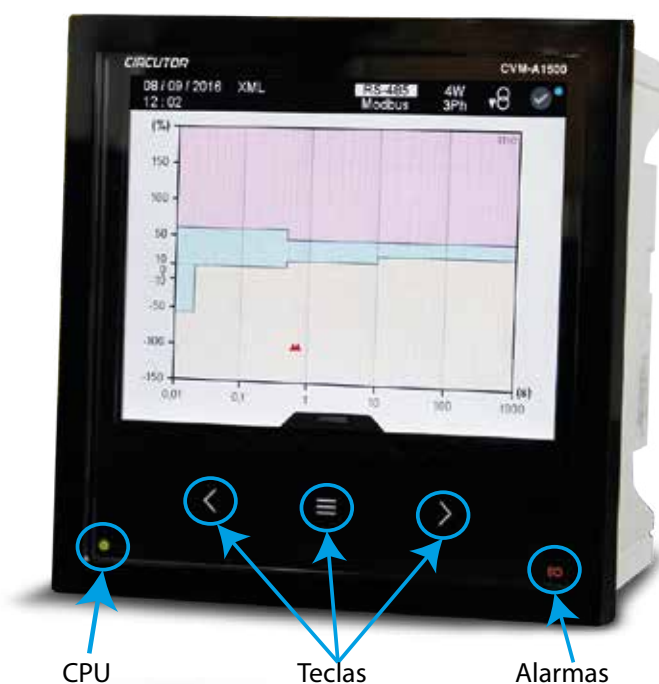 CIRCUTOR CVM-A1500
08/09/2016 XML RS-485 4W
12:02 Modbus 3Ph
(%)
150
100
50
10
-50
-100
-150
0,01 0,1 1 10 100 1000 (s)
CPU Teclas Alarmas